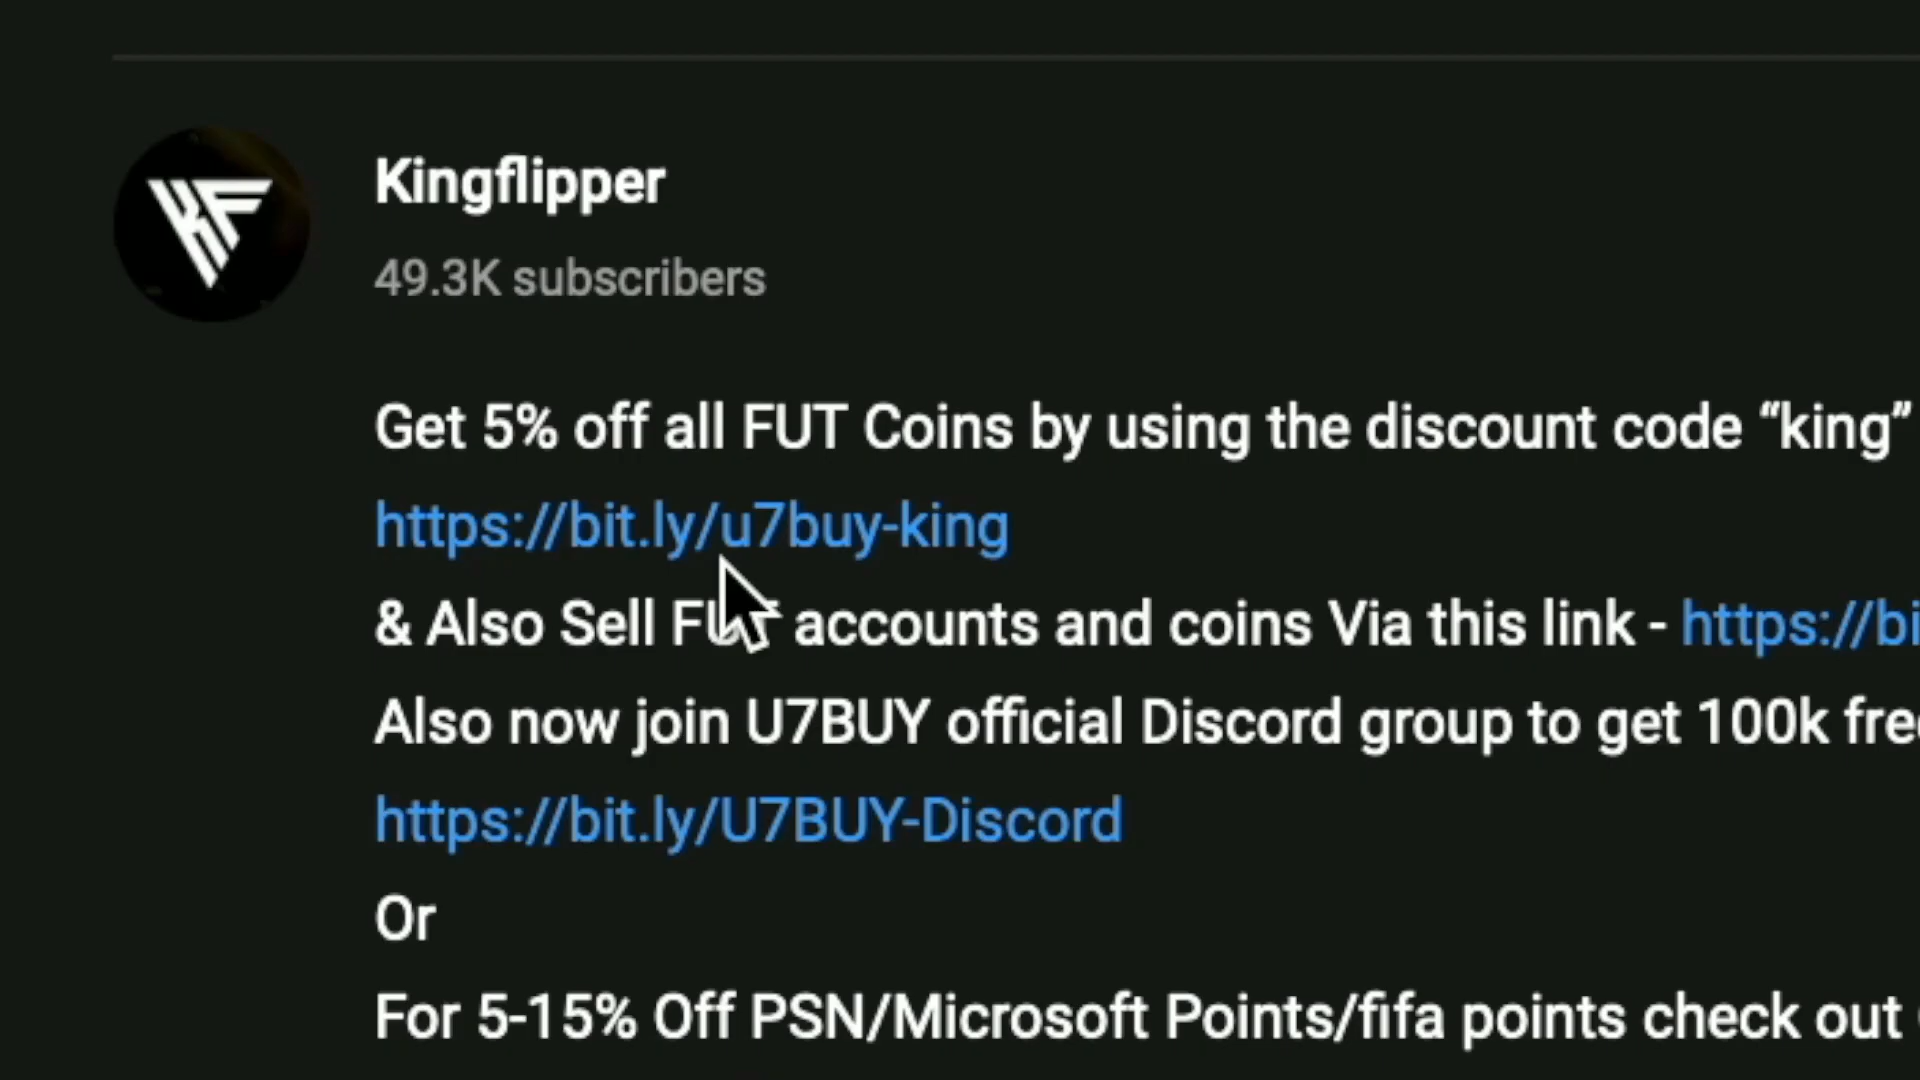 KF
Kingflipper
49.3K subscribers
Get 5% off all FUT Coins by using the discount code “king”
https://bit.ly/u7buy-king
& Also Sell FUT accounts and coins Via this link - https://bi
Also now join U7BUY official Discord group to get 100k fre
https://bit.ly/U7BUY-Discord
Or
For 5-15% Off PSN/Microsoft Points/fifa points check out